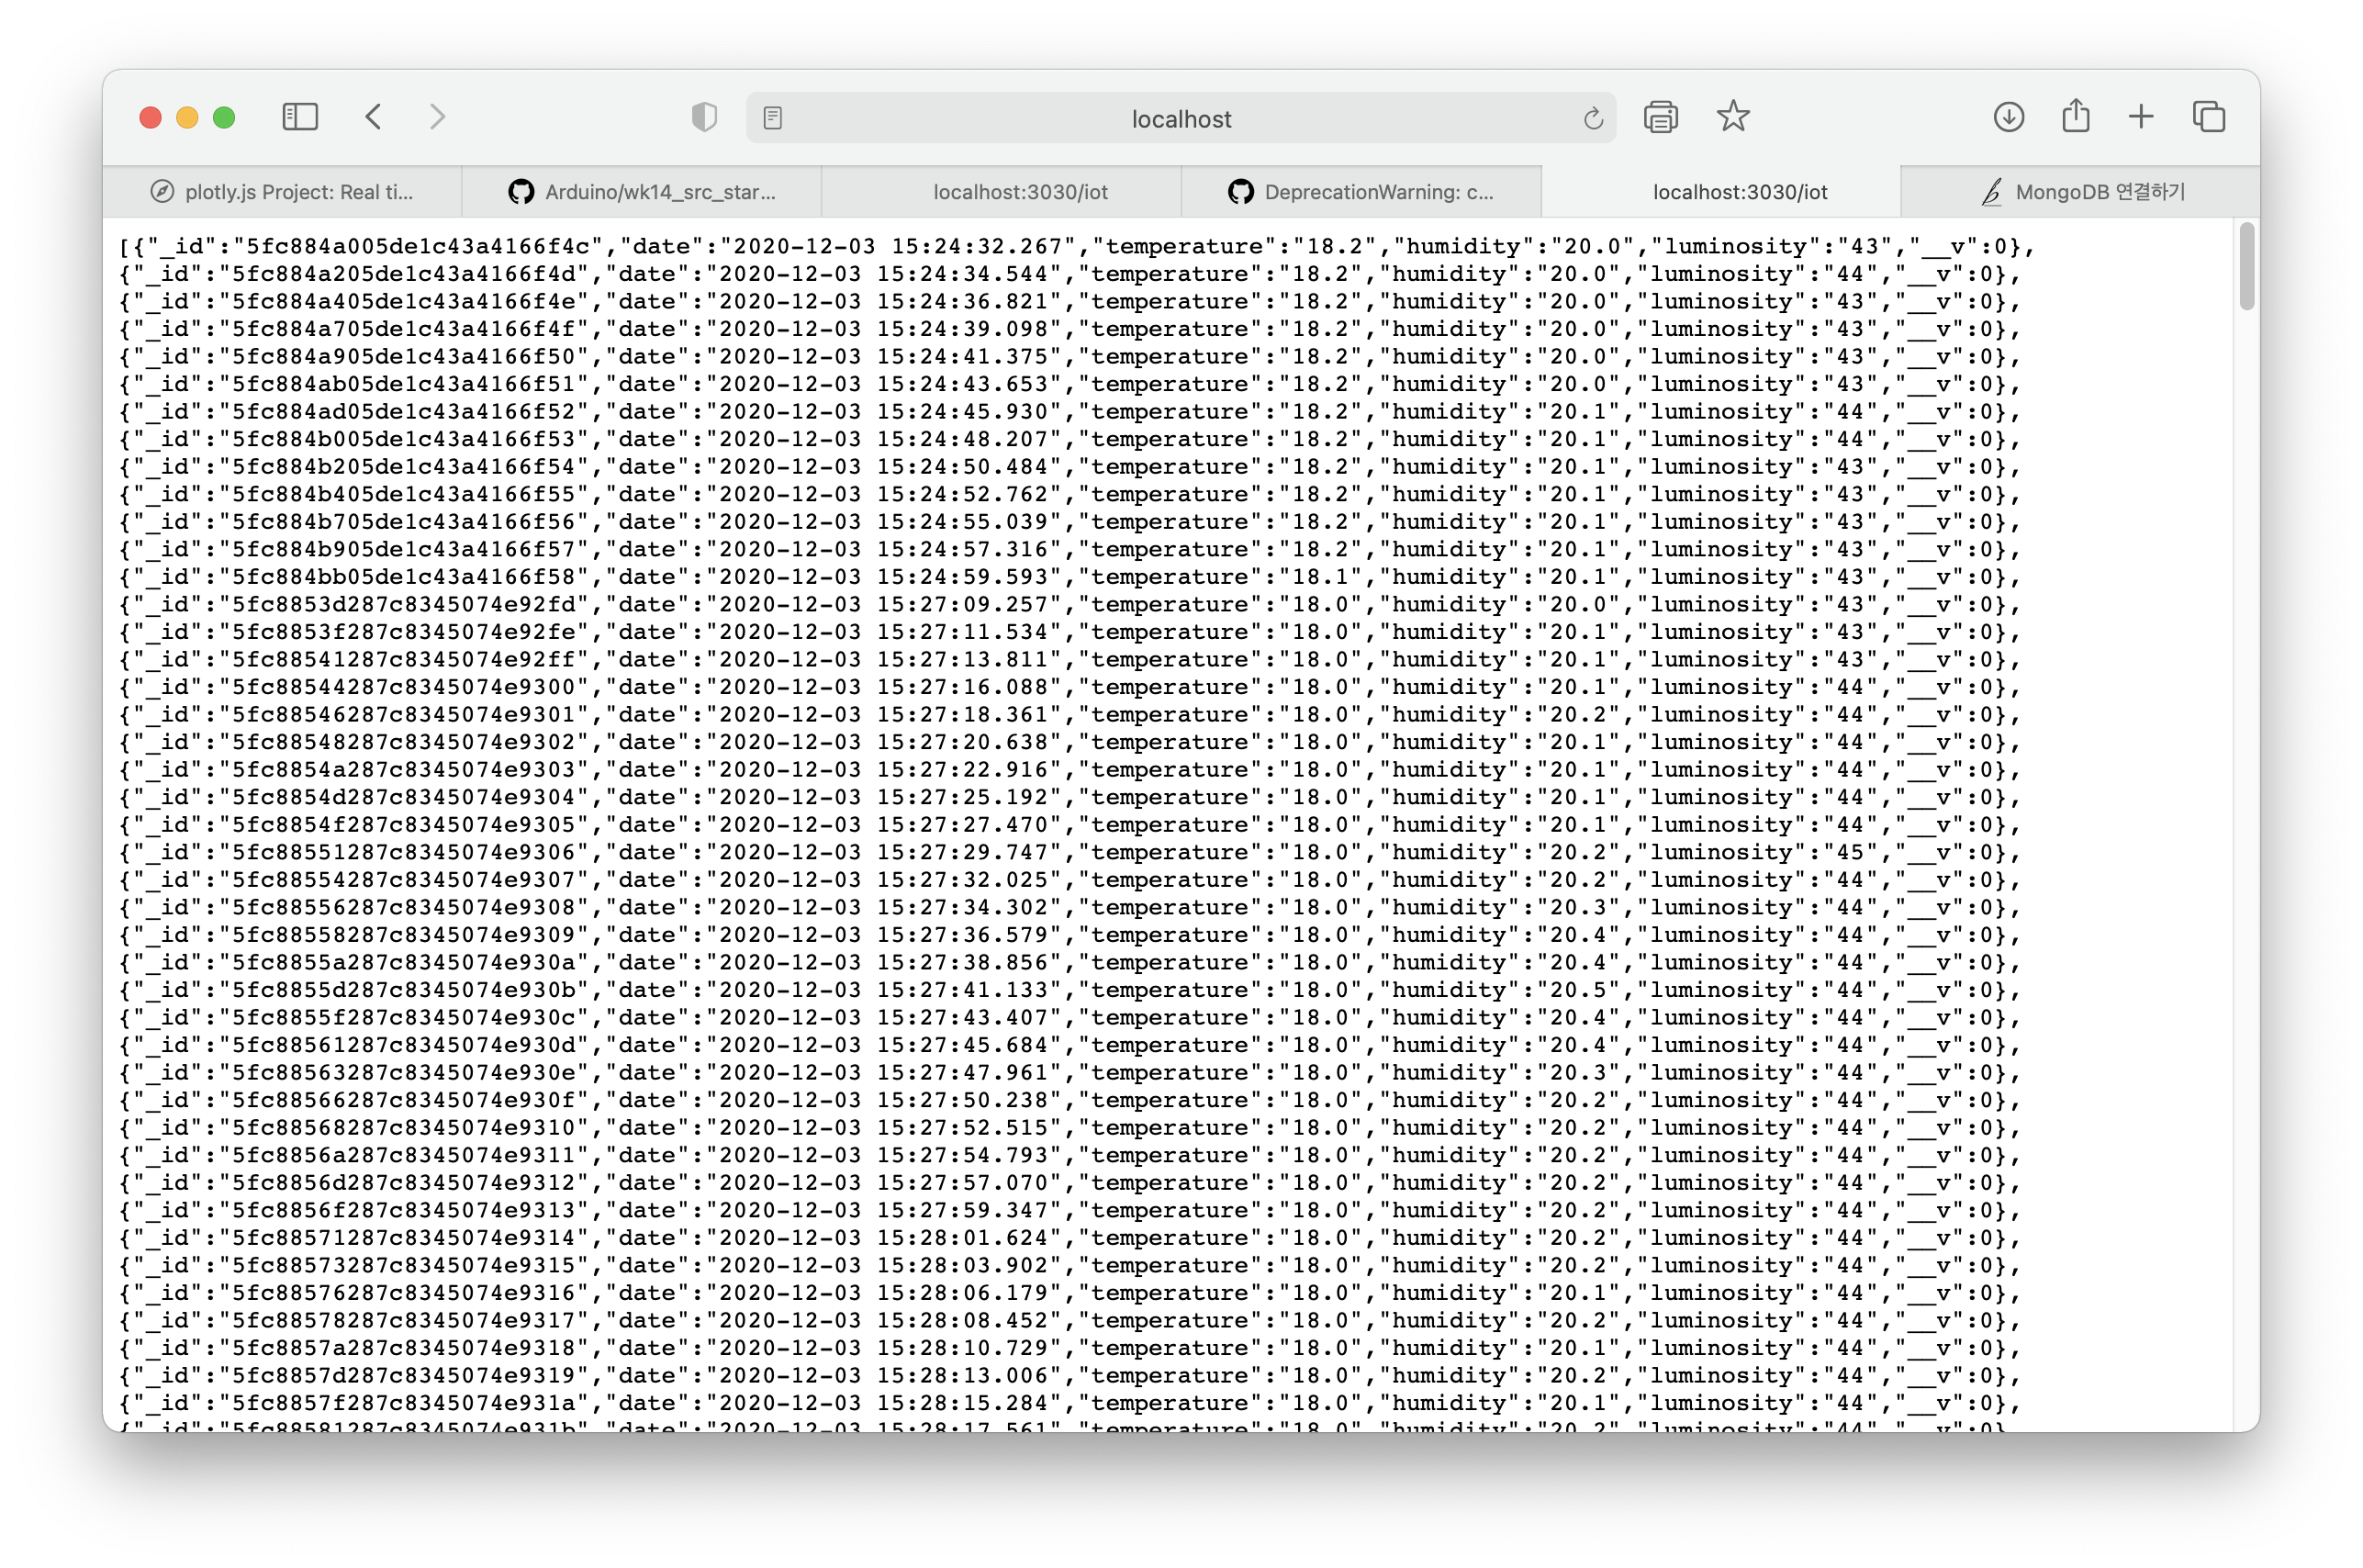 localhost
plotly.js Project: Real ti...
Arduino/wk14_src_star...
localhost:3030/iot
DeprecationWarning: c...
localhost:3030/iot
MongoDB 연결하기
[{"_id":"5fc884a005de1c43a4166f4c","date":"2020-12-03 15:24:32.267","temperature":"18.2","humidity":"20.0","luminosity":"43","__v":0},
{"_id":"5fc884a205de1c43a4166f4d","date":"2020-12-03 15:24:34.544","temperature":"18.2","humidity":"20.0","luminosity":"44","__v":0},
{"_id":"5fc884a405de1c43a4166f4e","date":"2020-12-03 15:24:36.821","temperature":"18.2","humidity":"20.0","luminosity":"43","__v":0},
{"_id":"5fc884a705de1c43a4166f4f","date":"2020-12-03 15:24:39.098","temperature":"18.2","humidity":"20.0","luminosity":"43","__v":0},
{"_id":"5fc884a905de1c43a4166f50","date":"2020-12-03 15:24:41.375","temperature":"18.2","humidity":"20.0","luminosity":"43","__v":0},
{"_id":"5fc884ab05de1c43a4166f51","date":"2020-12-03 15:24:43.653","temperature":"18.2","humidity":"20.0","luminosity":"43","__v":0},
{"_id":"5fc884ad05de1c43a4166f52","date":"2020-12-03 15:24:45.930","temperature":"18.2","humidity":"20.1","luminosity":"44","__v":0},
{"_id":"5fc884b005de1c43a4166f53","date":"2020-12-03 15:24:48.207","temperature":"18.2","humidity":"20.1","luminosity":"44","__v":0},
{"_id":"5fc884b205de1c43a4166f54","date":"2020-12-03 15:24:50.484","temperature":"18.2","humidity":"20.1","luminosity":"43","__v":0},
{"_id":"5fc884b405de1c43a4166f55","date":"2020-12-03 15:24:52.762","temperature":"18.2","humidity":"20.1","luminosity":"43","__v":0},
{"_id":"5fc884b705de1c43a4166f56","date":"2020-12-03 15:24:55.039","temperature":"18.2","humidity":"20.1","luminosity":"43","__v":0},
{"_id":"5fc884b905de1c43a4166f57","date":"2020-12-03 15:24:57.316","temperature":"18.2","humidity":"20.1","luminosity":"43","__v":0},
{"_id":"5fc884bb05de1c43a4166f58","date":"2020-12-03 15:24:59.593","temperature":"18.1","humidity":"20.1","luminosity":"43","__v":0},
{"_id":"5fc8853d287c8345074e92fd","date":"2020-12-03 15:27:09.257","temperature":"18.0","humidity":"20.0","luminosity":"43","__v":0},
{"_id":"5fc8853f287c8345074e92fe","date":"2020-12-03 15:27:11.534","temperature":"18.0","humidity":"20.1","luminosity":"43","__v":0},
{"_id":"5fc88541287c8345074e92ff","date":"2020-12-03 15:27:13.811","temperature":"18.0","humidity":"20.1","luminosity":"43","__v":0},
{"_id":"5fc88544287c8345074e9300","date":"2020-12-03 15:27:16.088","temperature":"18.0","humidity":"20.1","luminosity":"44","__v":0},
{"_id":"5fc88546287c8345074e9301","date":"2020-12-03 15:27:18.361","temperature":"18.0","humidity":"20.2","luminosity":"44","__v":0},
{"_id":"5fc88548287c8345074e9302","date":"2020-12-03 15:27:20.638","temperature":"18.0","humidity":"20.1","luminosity":"44","__v":0},
{"_id":"5fc8854a287c8345074e9303","date":"2020-12-03 15:27:22.916","temperature":"18.0","humidity":"20.1","luminosity":"44","__v":0},
{"_id":"5fc8854d287c8345074e9304","date":"2020-12-03 15:27:25.192","temperature":"18.0","humidity":"20.1","luminosity":"44","__v":0},
{"_id":"5fc8854f287c8345074e9305","date":"2020-12-03 15:27:27.470","temperature":"18.0","humidity":"20.1","luminosity":"44","__v":0},
{"_id":"5fc88551287c8345074e9306","date":"2020-12-03 15:27:29.747","temperature":"18.0","humidity":"20.2","luminosity":"45","__v":0},
{"_id":"5fc88554287c8345074e9307","date":"2020-12-03 15:27:32.025","temperature":"18.0","humidity":"20.2","luminosity":"44","__v":0},
{"_id":"5fc88556287c8345074e9308","date":"2020-12-03 15:27:34.302","temperature":"18.0","humidity":"20.3","luminosity":"44","__v":0},
{"_id":"5fc88558287c8345074e9309","date":"2020-12-03 15:27:36.579","temperature":"18.0","humidity":"20.4","luminosity":"44","__v":0},
{"_id":"5fc8855a287c8345074e930a","date":"2020-12-03 15:27:38.856","temperature":"18.0","humidity":"20.4","luminosity":"44","__v":0},
{"_id":"5fc8855d287c8345074e930b","date":"2020-12-03 15:27:41.133","temperature":"18.0","humidity":"20.5","luminosity":"44","__v":0},
{"_id":"5fc8855f287c8345074e930c","date":"2020-12-03 15:27:43.407","temperature":"18.0","humidity":"20.4","luminosity":"44","__v":0},
{"_id":"5fc88561287c8345074e930d","date":"2020-12-03 15:27:45.684","temperature":"18.0","humidity":"20.4","luminosity":"44","__v":0},
{"_id":"5fc88563287c8345074e930e","date":"2020-12-03 15:27:47.961","temperature":"18.0","humidity":"20.3","luminosity":"44","__v":0},
{"_id":"5fc88566287c8345074e930f","date":"2020-12-03 15:27:50.238","temperature":"18.0","humidity":"20.2","luminosity":"44","__v":0},
{"_id":"5fc88568287c8345074e9310","date":"2020-12-03 15:27:52.515","temperature":"18.0","humidity":"20.2","luminosity":"44","__v":0},
{"_id":"5fc8856a287c8345074e9311","date":"2020-12-03 15:27:54.793","temperature":"18.0","humidity":"20.2","luminosity":"44","__v":0},
{"_id":"5fc8856d287c8345074e9312","date":"2020-12-03 15:27:57.070","temperature":"18.0","humidity":"20.2","luminosity":"44","__v":0},
{"_id":"5fc8856f287c8345074e9313","date":"2020-12-03 15:27:59.347","temperature":"18.0","humidity":"20.2","luminosity":"44","__v":0},
{"_id":"5fc88571287c8345074e9314","date":"2020-12-03 15:28:01.624","temperature":"18.0","humidity":"20.2","luminosity":"44","__v":0},
{"_id":"5fc88573287c8345074e9315","date":"2020-12-03 15:28:03.902","temperature":"18.0","humidity":"20.2","luminosity":"44","__v":0},
{"_id":"5fc88576287c8345074e9316","date":"2020-12-03 15:28:06.179","temperature":"18.0","humidity":"20.1","luminosity":"44","__v":0},
{"_id":"5fc88578287c8345074e9317","date":"2020-12-03 15:28:08.452","temperature":"18.0","humidity":"20.2","luminosity":"44","__v":0},
{"_id":"5fc8857a287c8345074e9318","date":"2020-12-03 15:28:10.729","temperature":"18.0","humidity":"20.1","luminosity":"44","__v":0},
{"_id":"5fc8857d287c8345074e9319","date":"2020-12-03 15:28:13.006","temperature":"18.0","humidity":"20.2","luminosity":"44","__v":0},
{"_id":"5fc8857f287c8345074e931a","date":"2020-12-03 15:28:15.284","temperature":"18.0","humidity":"20.1","luminosity":"44","__v":0},
{"_id":"5fc88581287c8345074e931b","date":"2020-12-03 15:28:17.561","temperature":"18.0","humidity":"20.2","luminosity":"44","__v":0},